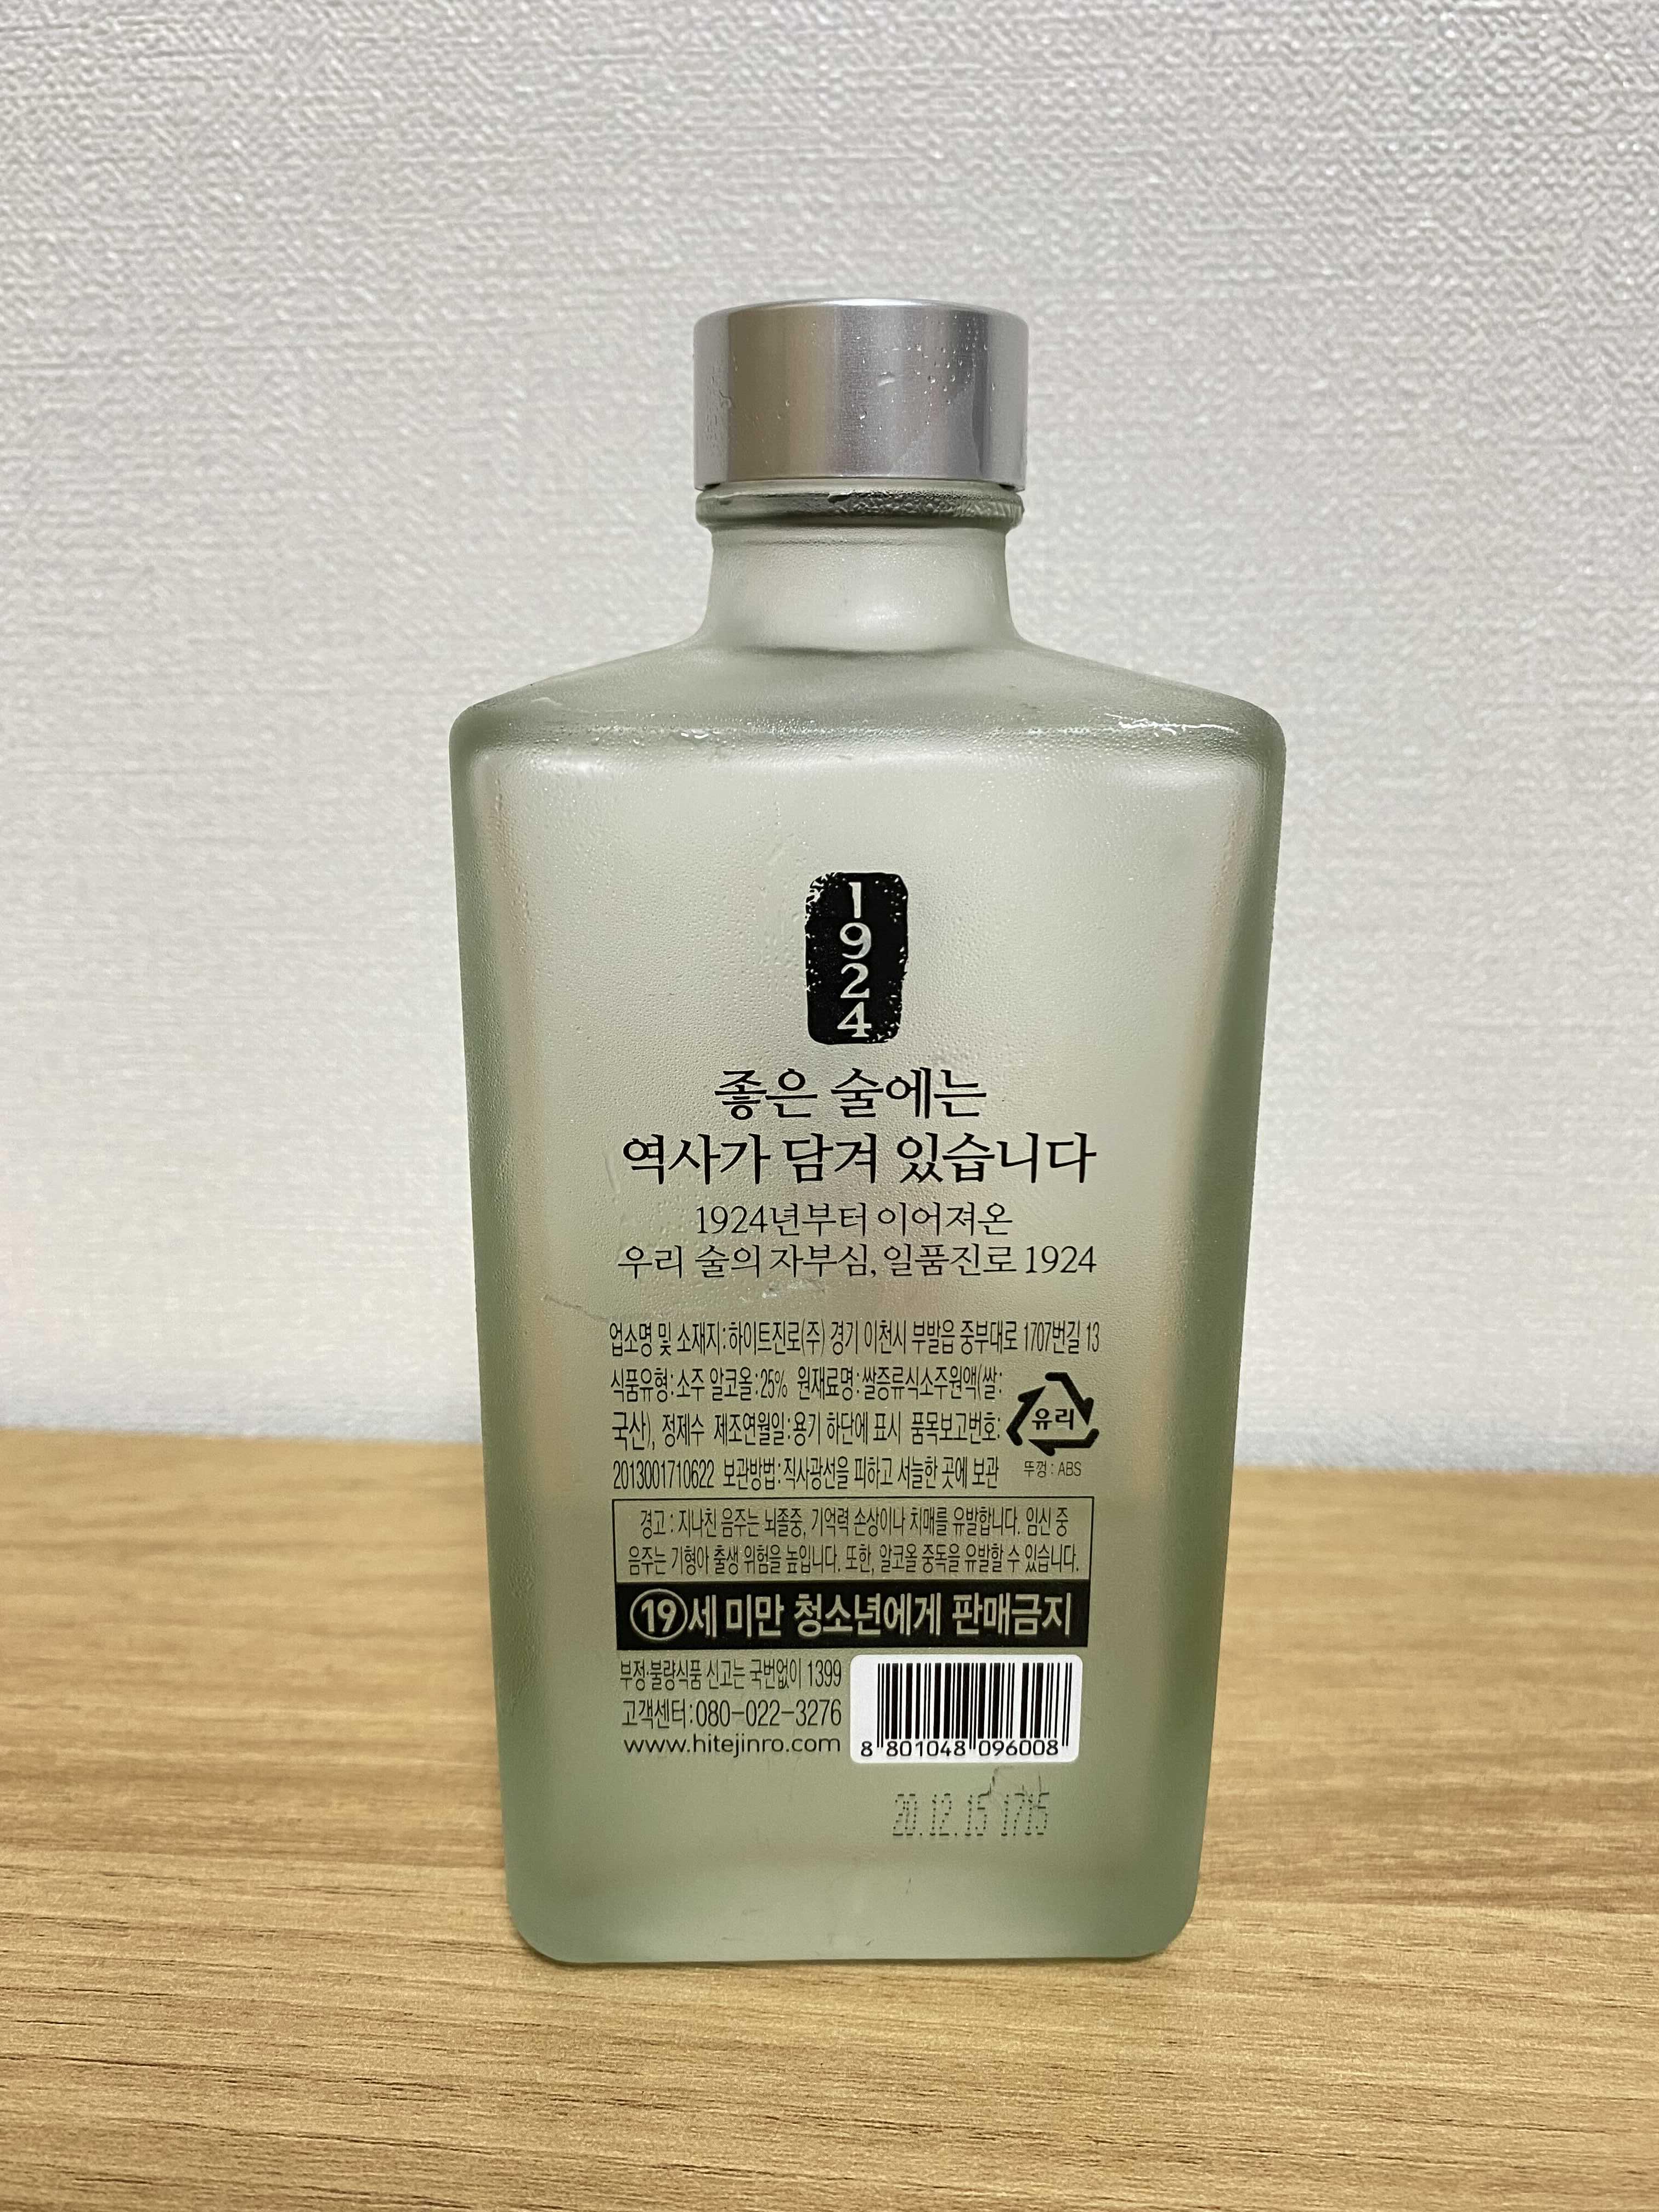 1924
좋은 술에는
역사가 담겨 있습니다
1924년부터 이어져온
우리 술의 자부심, 일품진로 1924
업소명 및 소재지:하이트진로(주) 경기 이천시 부발읍 중부대로 1707번길 13
식품유형:소주 알코올:25% 원재료명:쌀증류식소주원액(쌀:
국산), 정제수 제조연월일:용기 하단에 표시 품목보고번호:
2013001710622 보관방법:직사광선을 피하고 서늘한 곳에 보관
유리
뚜껑 : ABS
경고 : 지나친 음주는 뇌졸중, 기억력 손상이나 치매를 유발합니다. 임신 중
음주는 기형아 출생 위험을 높입니다. 또한, 알코올 중독을 유발할 수 있습니다.
19세 미만 청소년에게 판매금지
부정·불량식품 신고는 국번없이 1399
고객센터:080-022-3276
www.hitejinro.com
8 801048 096008
20.12.15 1715